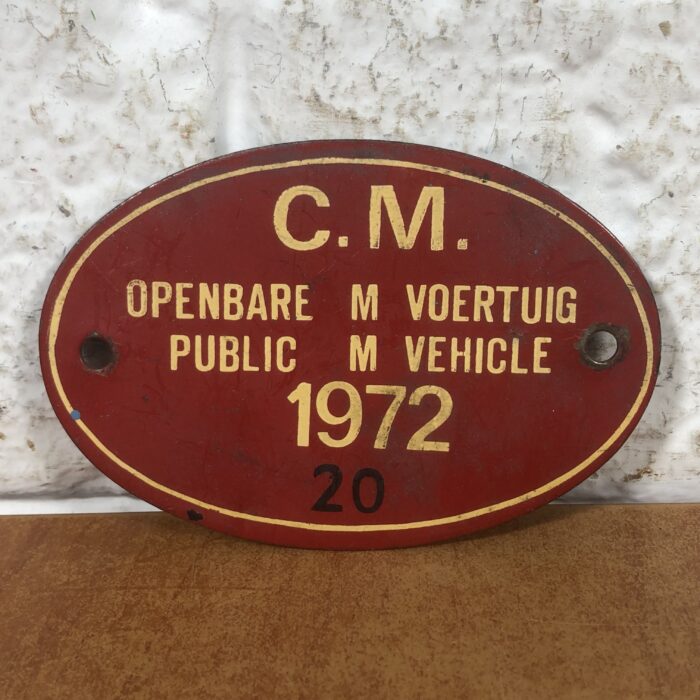 C.M.
OPENBARE M VOERTUIG
PUBLIC M VEHICLE
1972
20